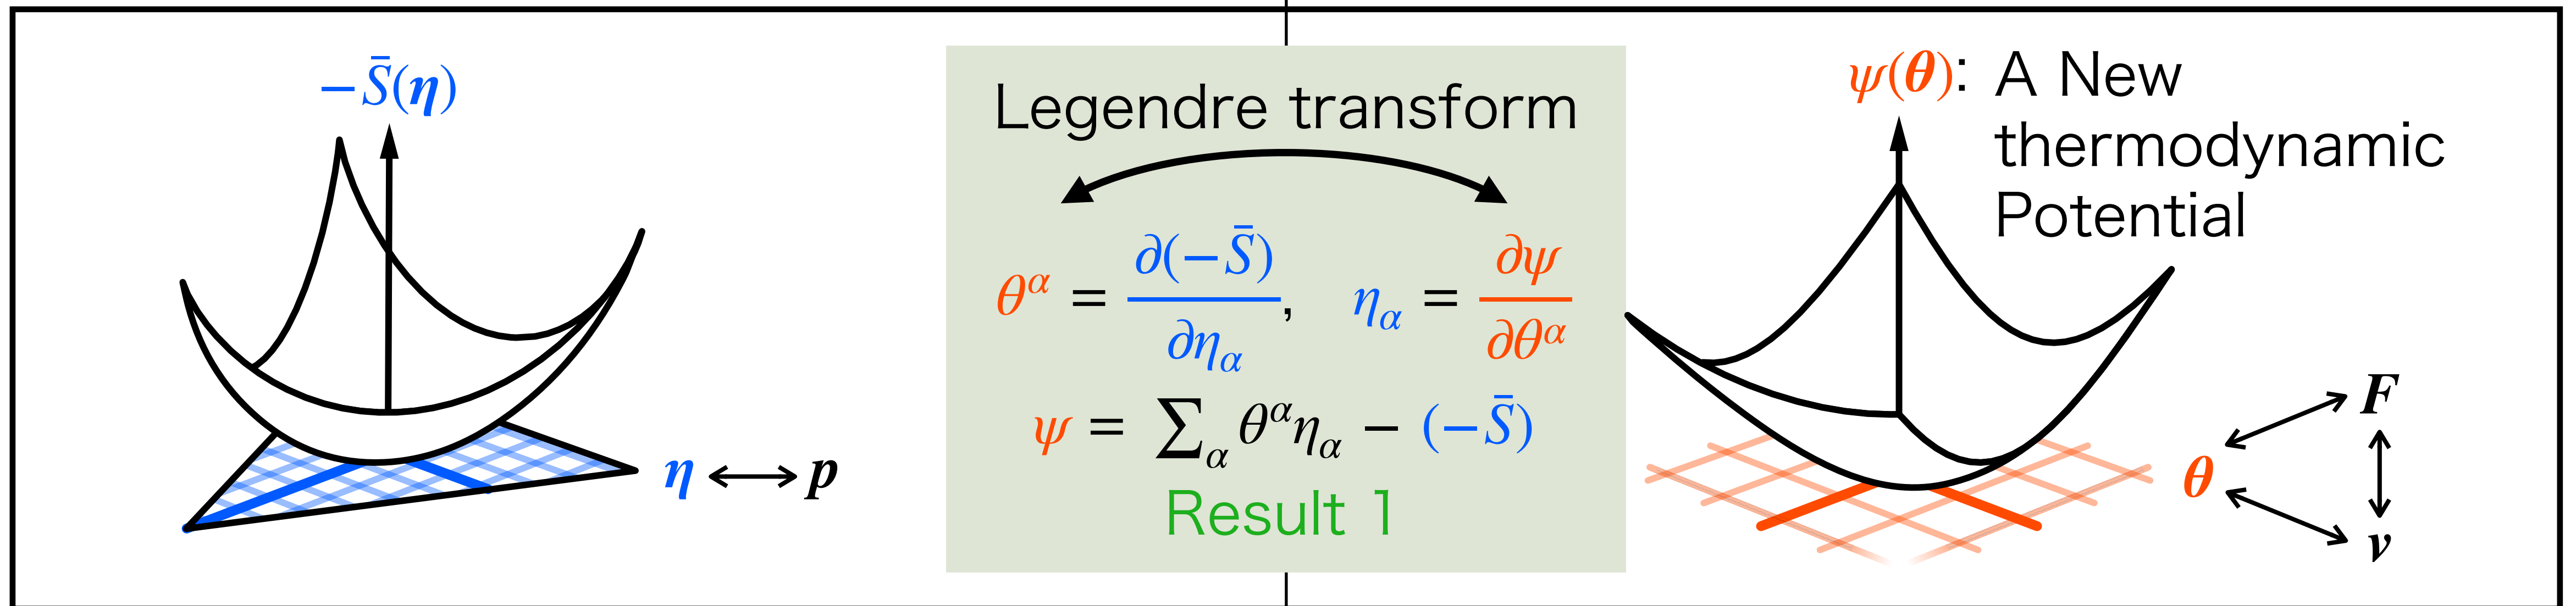 −S̄(η)
η ⟷ p
Legendre transform
θ^α = ∂(−S̄)/∂η_α, η_α = ∂ψ/∂θ^α
ψ = ∑_α θ^α η_α − (−S̄)
Result 1
ψ(θ): A New
thermodynamic
Potential
F
θ
v